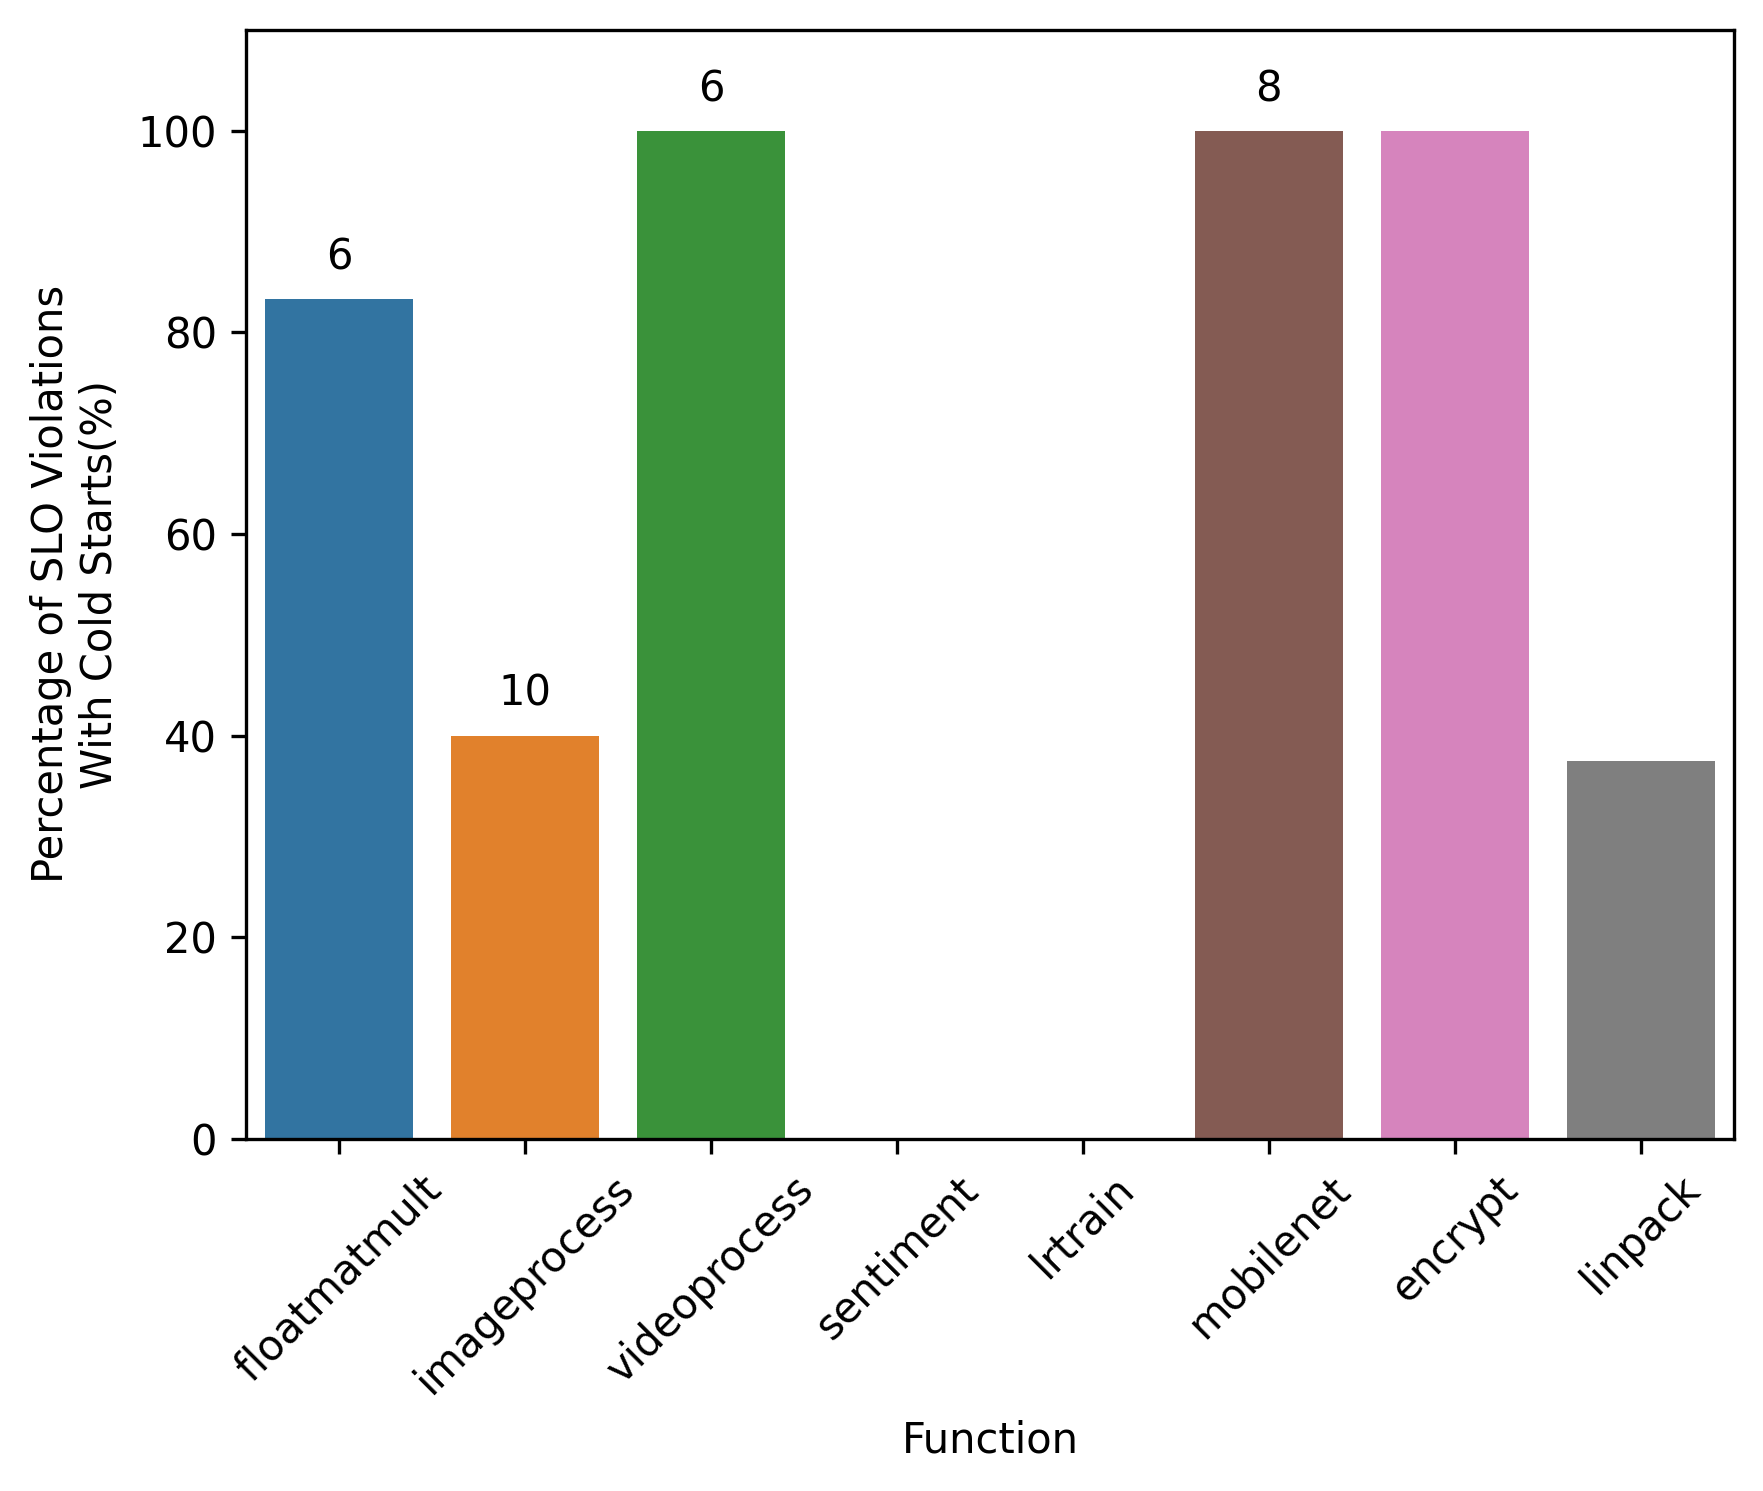 6
8
100
6
80
10
60
40
20
0
Percentage of SLO Violations
With Cold Starts(%)
floatmatmult
imageprocess
videoprocess
sentiment
lrtrain
mobilenet
encrypt
linpack
Function